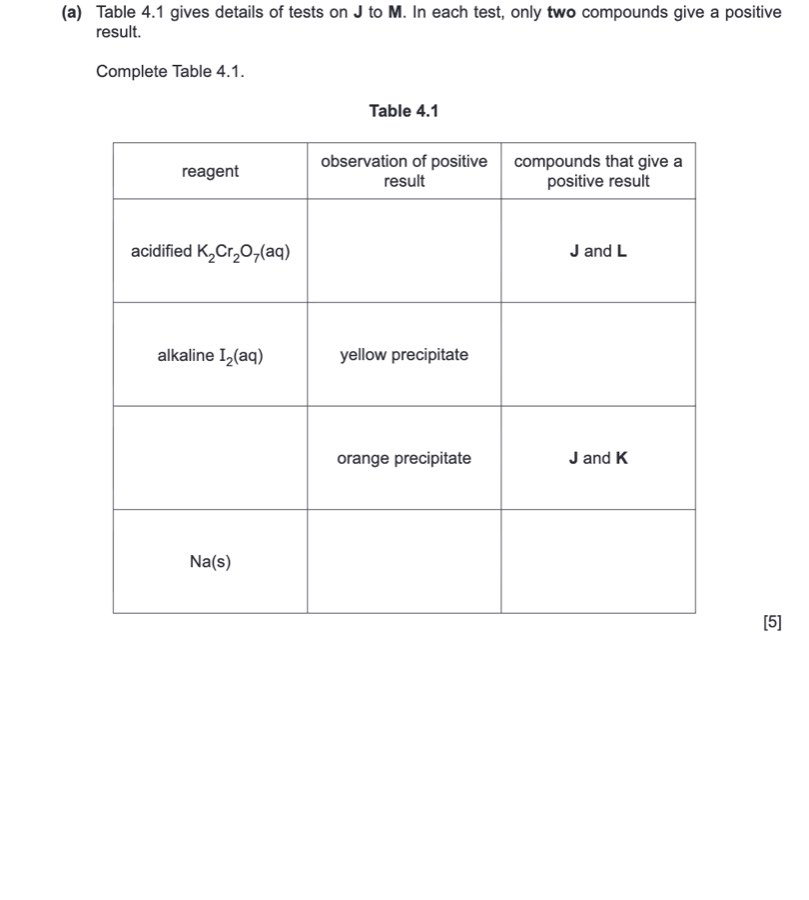 (a) Table 4.1 gives details of tests on J to M. In each test, only two compounds give a positive
result.
Complete Table 4.1.
Table 4.1
reagent
observation of positive
result
compounds that give a
positive result
acidified K₂Cr₂O₇(aq)
J and L
alkaline I₂(aq)
yellow precipitate
orange precipitate
J and K
Na(s)
[5]